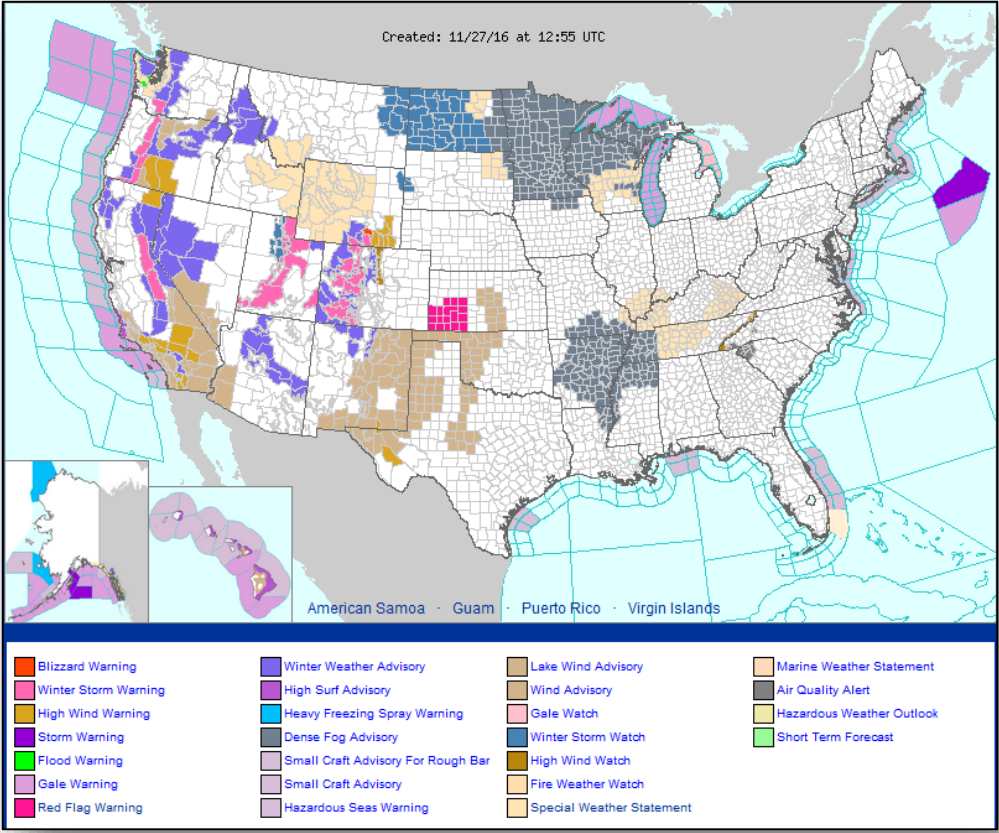 Created: 11/27/16 at 12:55 UTC
American Samoa · Guam · Puerto Rico · Virgin Islands
Blizzard Warning
Winter Storm Warning
High Wind Warning
Storm Warning
Flood Warning
Gale Warning
Red Flag Warning
Winter Weather Advisory
High Surf Advisory
Heavy Freezing Spray Warning
Dense Fog Advisory
Small Craft Advisory For Rough Bar
Small Craft Advisory
Hazardous Seas Warning
Lake Wind Advisory
Wind Advisory
Gale Watch
Winter Storm Watch
High Wind Watch
Fire Weather Watch
Special Weather Statement
Marine Weather Statement
Air Quality Alert
Hazardous Weather Outlook
Short Term Forecast